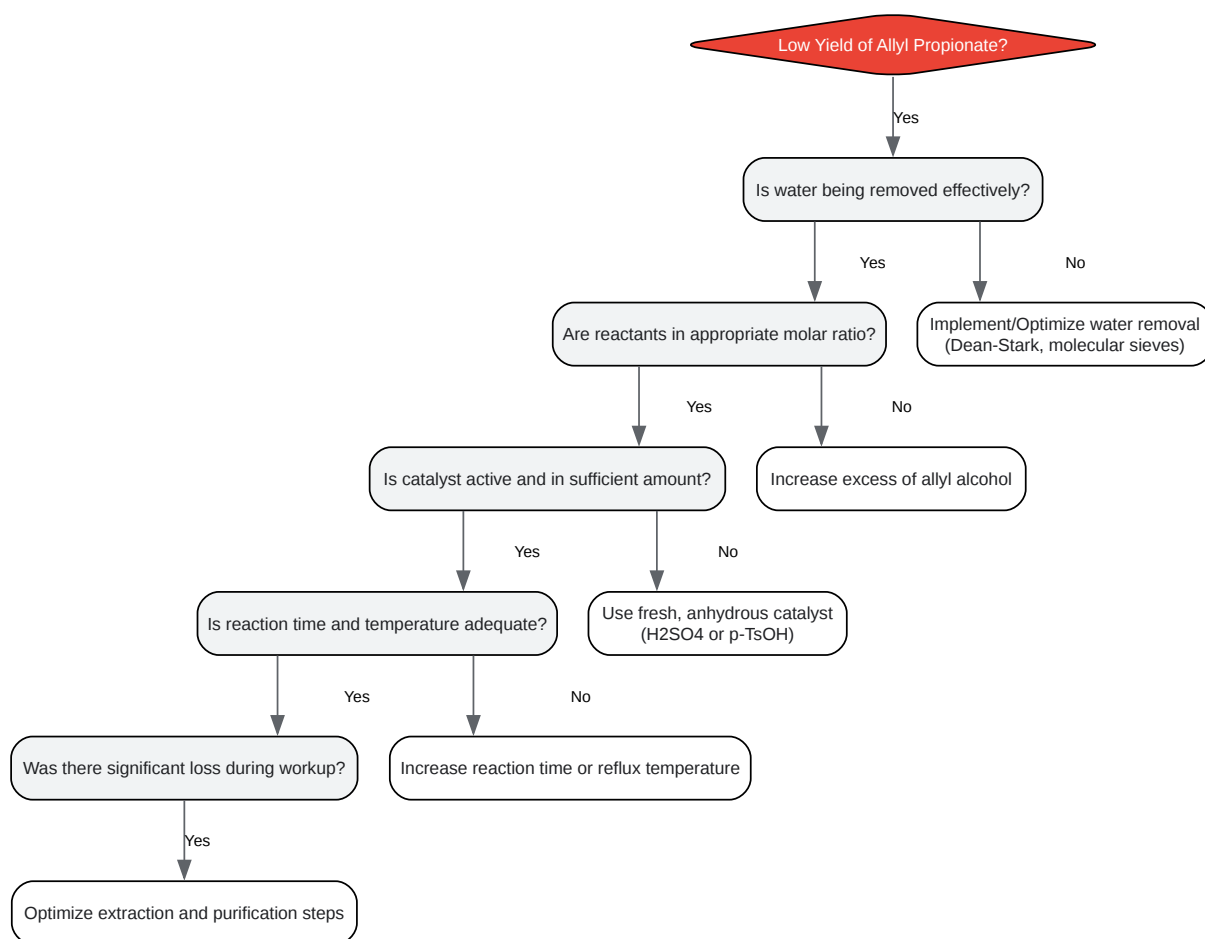 Low Yield of Allyl Propionate?
Yes
Is water being removed effectively?
Yes
No
Are reactants in appropriate molar ratio?
Implement/Optimize water removal
(Dean-Stark, molecular sieves)
Yes
No
Is catalyst active and in sufficient amount?
Increase excess of allyl alcohol
Yes
No
Is reaction time and temperature adequate?
Use fresh, anhydrous catalyst
(H2SO4 or p-TsOH)
Yes
No
Was there significant loss during workup?
Increase reaction time or reflux temperature
Yes
Optimize extraction and purification steps